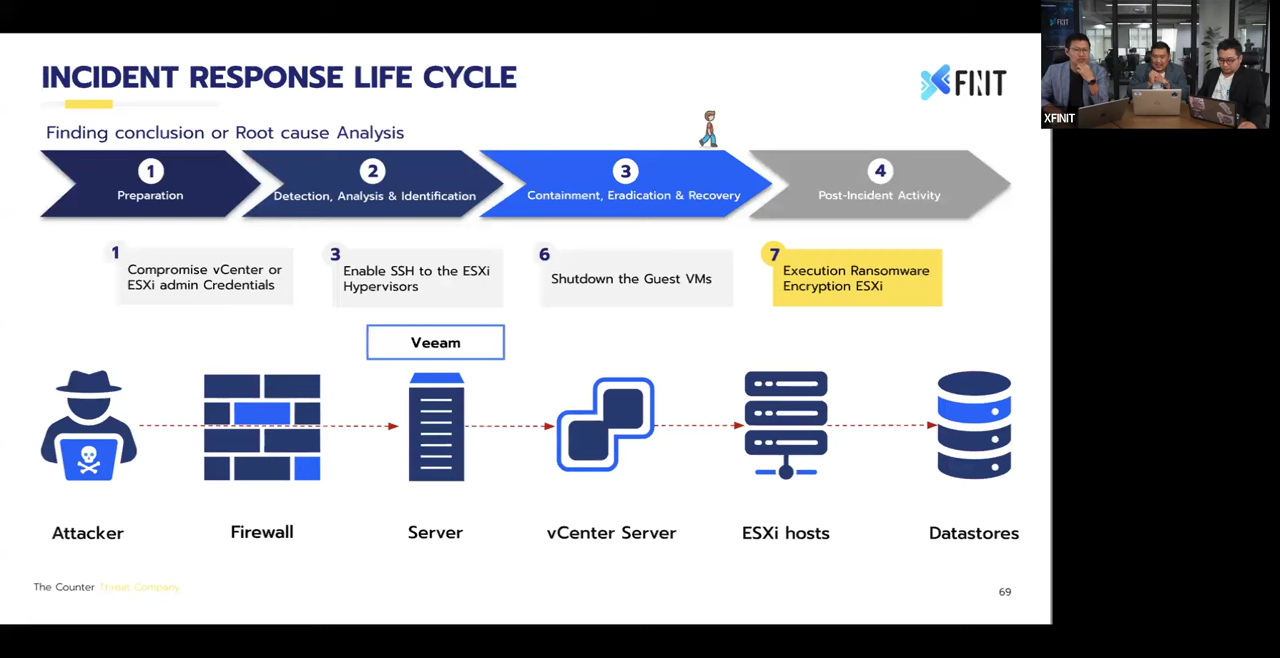 INCIDENT RESPONSE LIFE CYCLE
XFINIT
XFINIT
Finding conclusion or Root cause Analysis
1
Preparation
2
Detection, Analysis & Identification
3
Containment, Eradication & Recovery
4
Post-Incident Activity
1
Compromise vCenter or
ESXi admin Credentials
3
Enable SSH to the ESXi
Hypervisors
6
Shutdown the Guest VMs
7
Execution Ransomware
Encryption ESXi
Veeam
Attacker
Firewall
Server
vCenter Server
ESXi hosts
Datastores
The Counter Threat Company
69